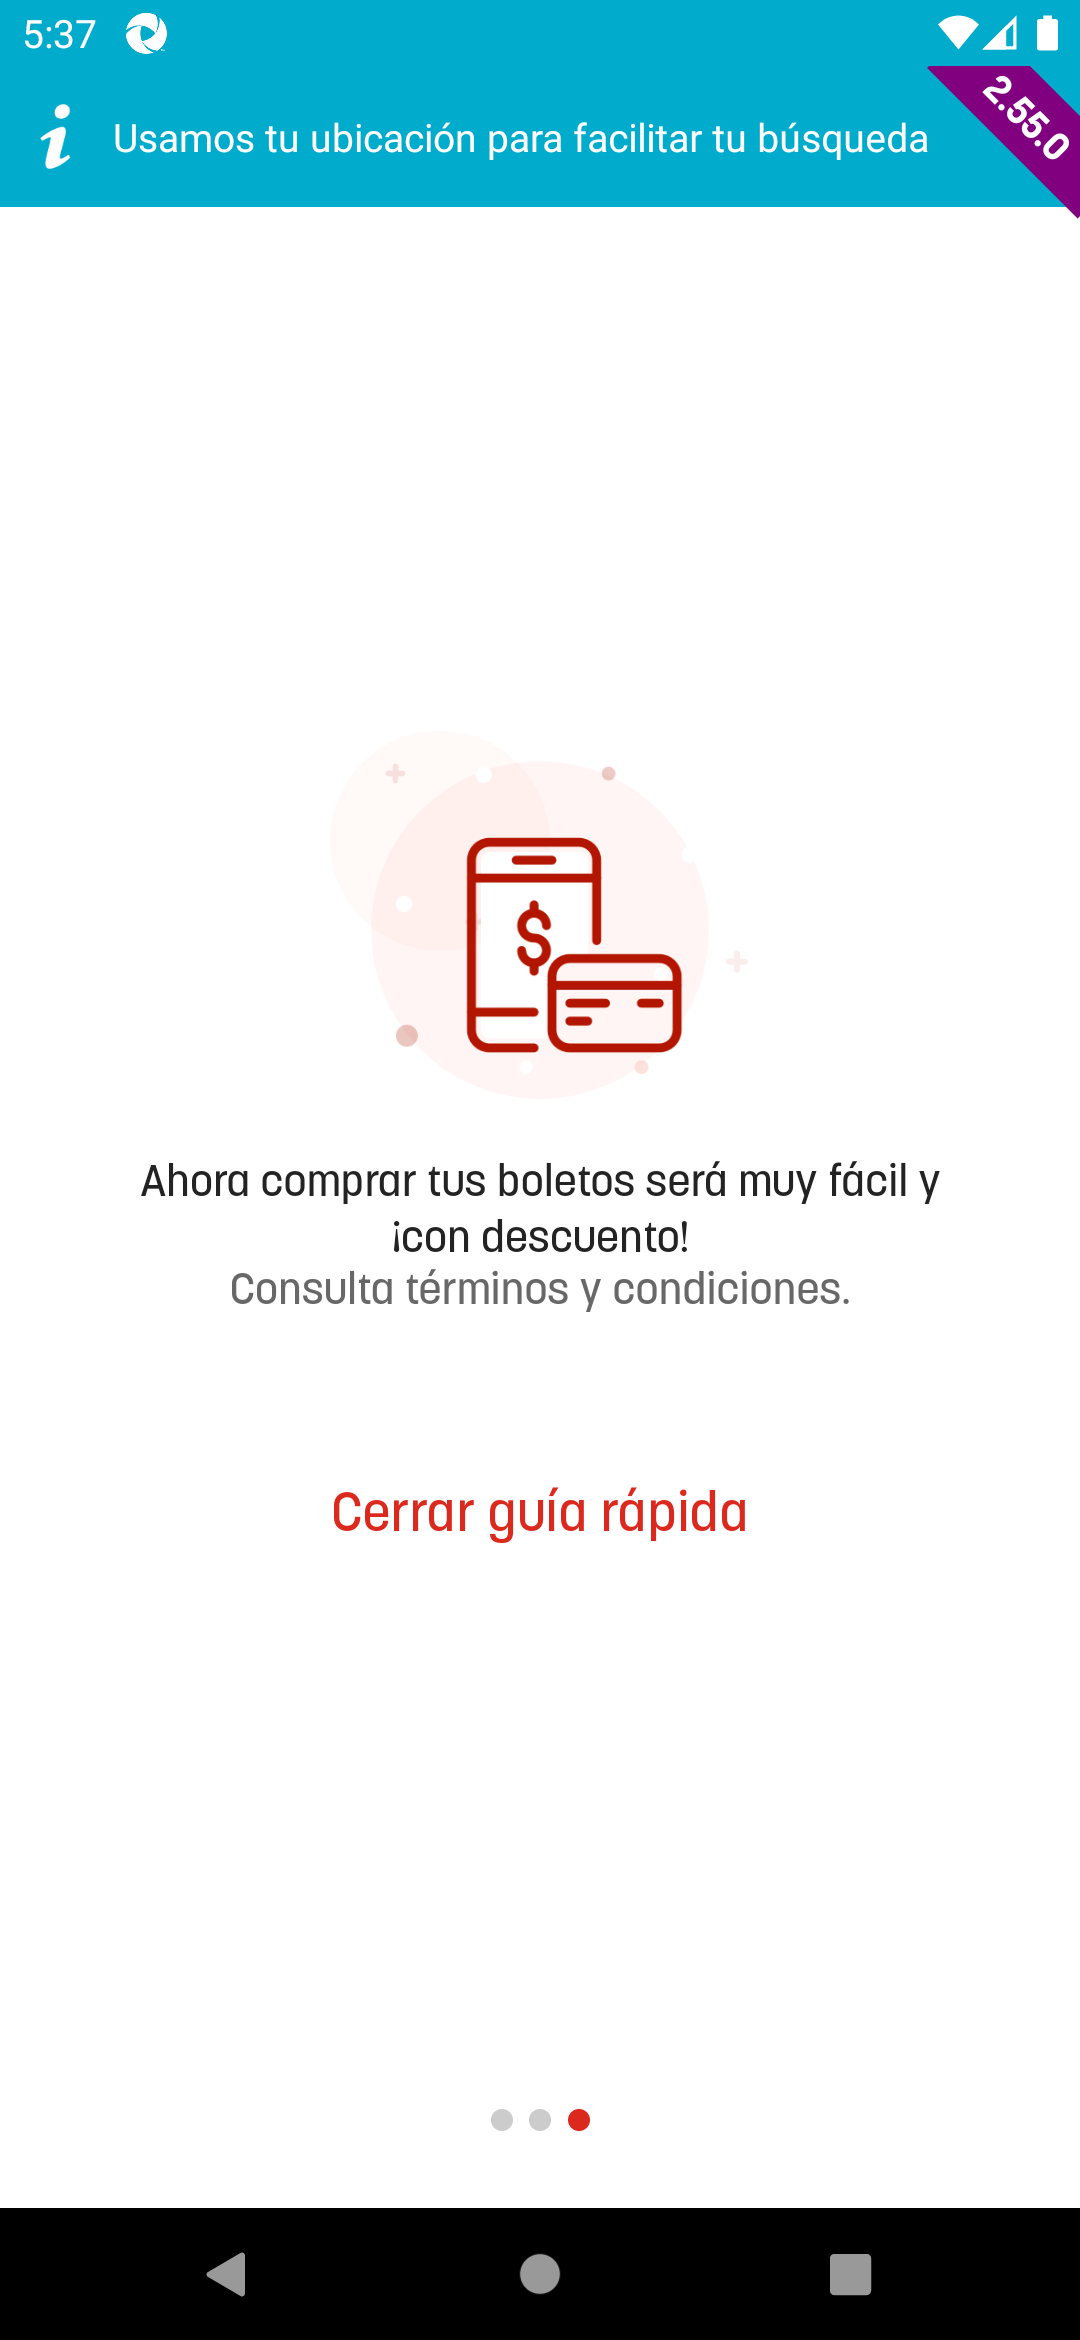 5:37
Usamos tu ubicación para facilitar tu búsqueda
2.55.0
$
Ahora comprar tus boletos será muy fácil y
¡con descuento!
Consulta términos y condiciones.
Cerrar guía rápida